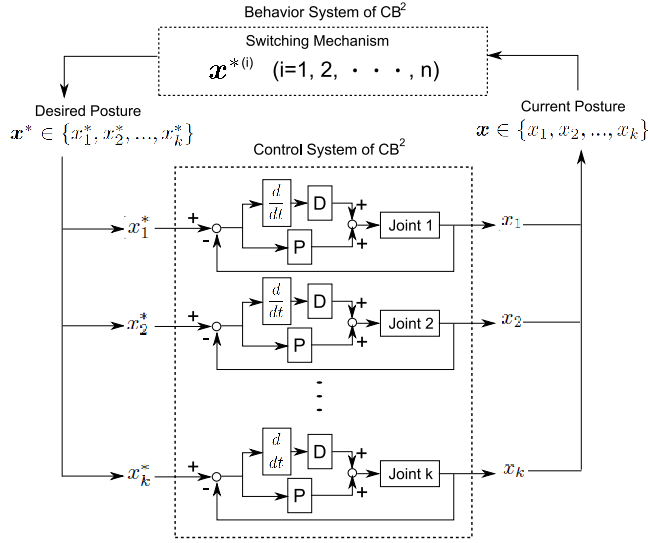 Behavior System of CB²
Switching Mechanism
x*⁽ⁱ⁾ (i=1, 2, ・・・, n)
Desired Posture
x* ∈ {x₁*, x₂*, ..., xₖ*}
Current Posture
x ∈ {x₁, x₂, ..., xₖ}
Control System of CB²
x₁* + - d/dt D P + + Joint 1 x₁
x₂* + - d/dt D P + + Joint 2 x₂
xₖ* + - d dt D P + + Joint k xₖ